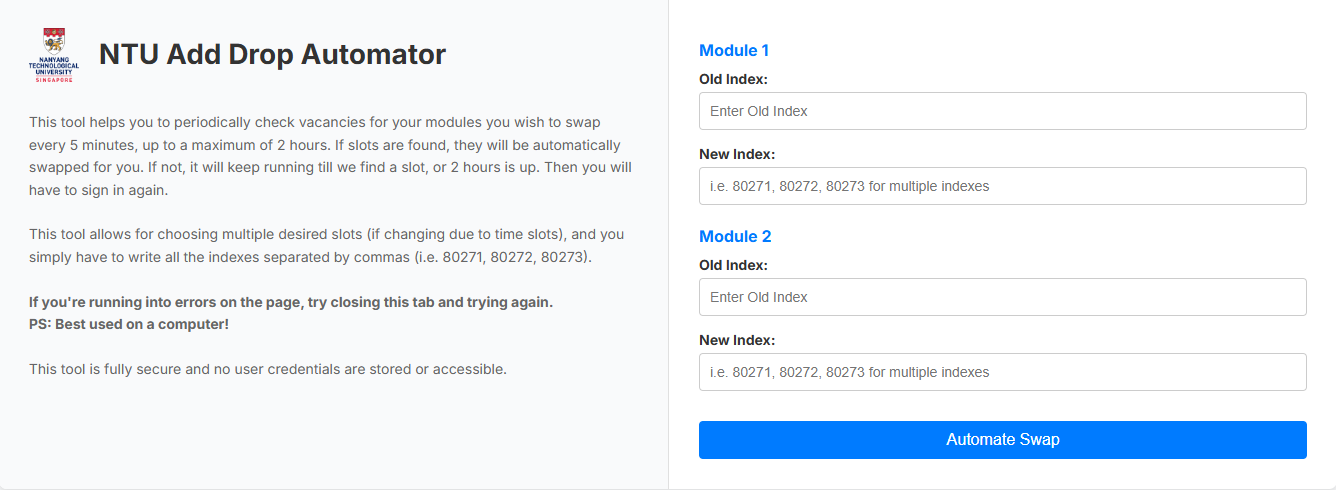 NANYANG
TECHNOLOGICAL
UNIVERSITY
SINGAPORE
NTU Add Drop Automator
This tool helps you to periodically check vacancies for your modules you wish to swap
every 5 minutes, up to a maximum of 2 hours. If slots are found, they will be automatically
swapped for you. If not, it will keep running till we find a slot, or 2 hours is up. Then you will
have to sign in again.
This tool allows for choosing multiple desired slots (if changing due to time slots), and you
simply have to write all the indexes separated by commas (i.e. 80271, 80272, 80273).
If you're running into errors on the page, try closing this tab and trying again.
PS: Best used on a computer!
This tool is fully secure and no user credentials are stored or accessible.
Module 1
Old Index:
Enter Old Index
New Index:
i.e. 80271, 80272, 80273 for multiple indexes
Module 2
Old Index:
Enter Old Index
New Index:
i.e. 80271, 80272, 80273 for multiple indexes
Automate Swap